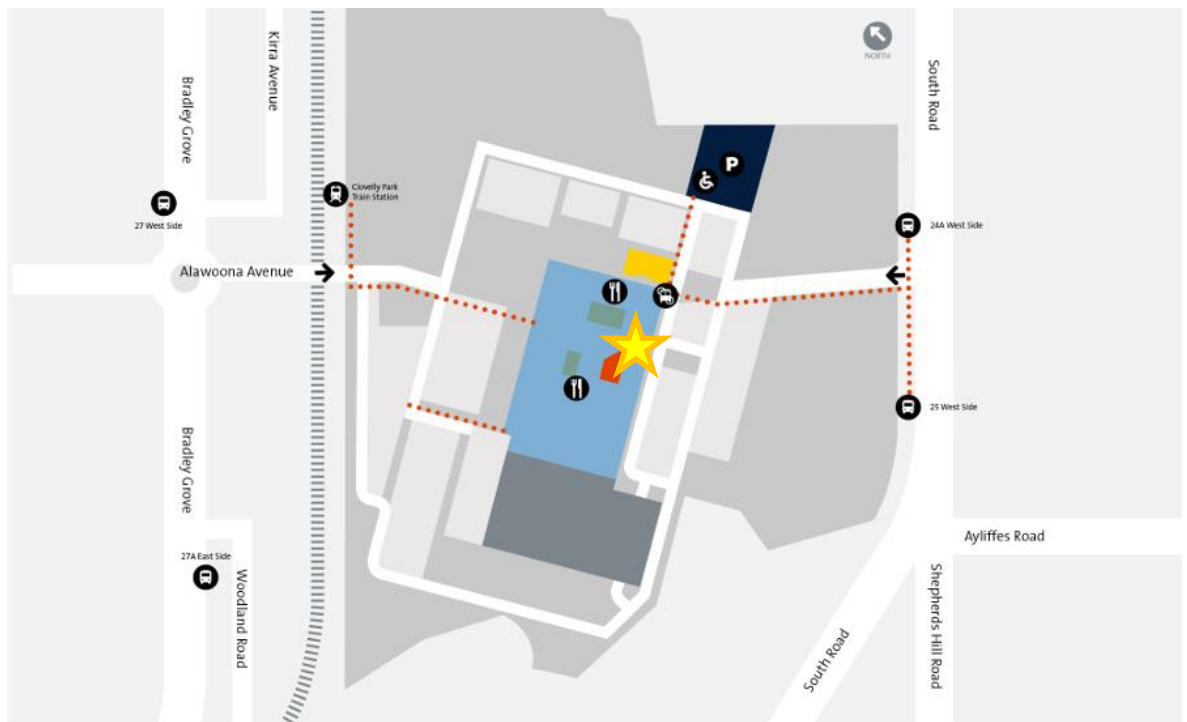 NORTH
South Road
Kirra Avenue
Bradley Grove
P
Clovelly Park
Train Station
27 West Side
24A West Side
Alawoona Avenue
25 West Side
Bradley Grove
Ayliffes Road
27A East Side
Woodland Road
Shepherds Hill Road
South Road